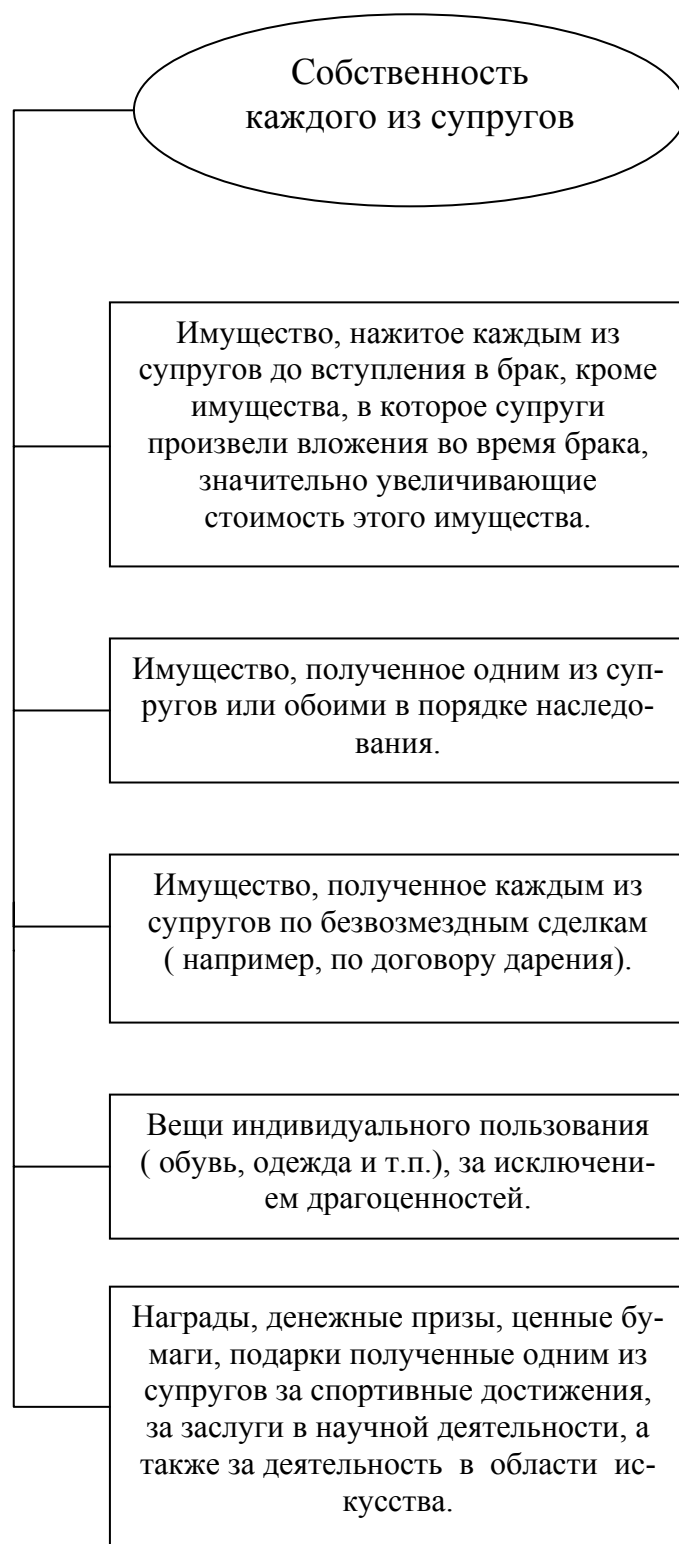 Собственность
каждого из супругов
Имущество, нажитое каждым из
супругов до вступления в брак, кроме
имущества, в которое супруги
произвели вложения во время брака,
значительно увеличивающие
стоимость этого имущества.
Имущество, полученное одним из суп-
ругов или обоими в порядке наследо-
вания.
Имущество, полученное каждым из
супругов по безвозмездным сделкам
( например, по договору дарения).
Вещи индивидуального пользования
( обувь, одежда и т.п.), за исключени-
ем драгоценностей.
Награды, денежные призы, ценные бу-
маги, подарки полученные одним из
супругов за спортивные достижения,
за заслуги в научной деятельности, а
также за деятельность в области ис-
кусства.